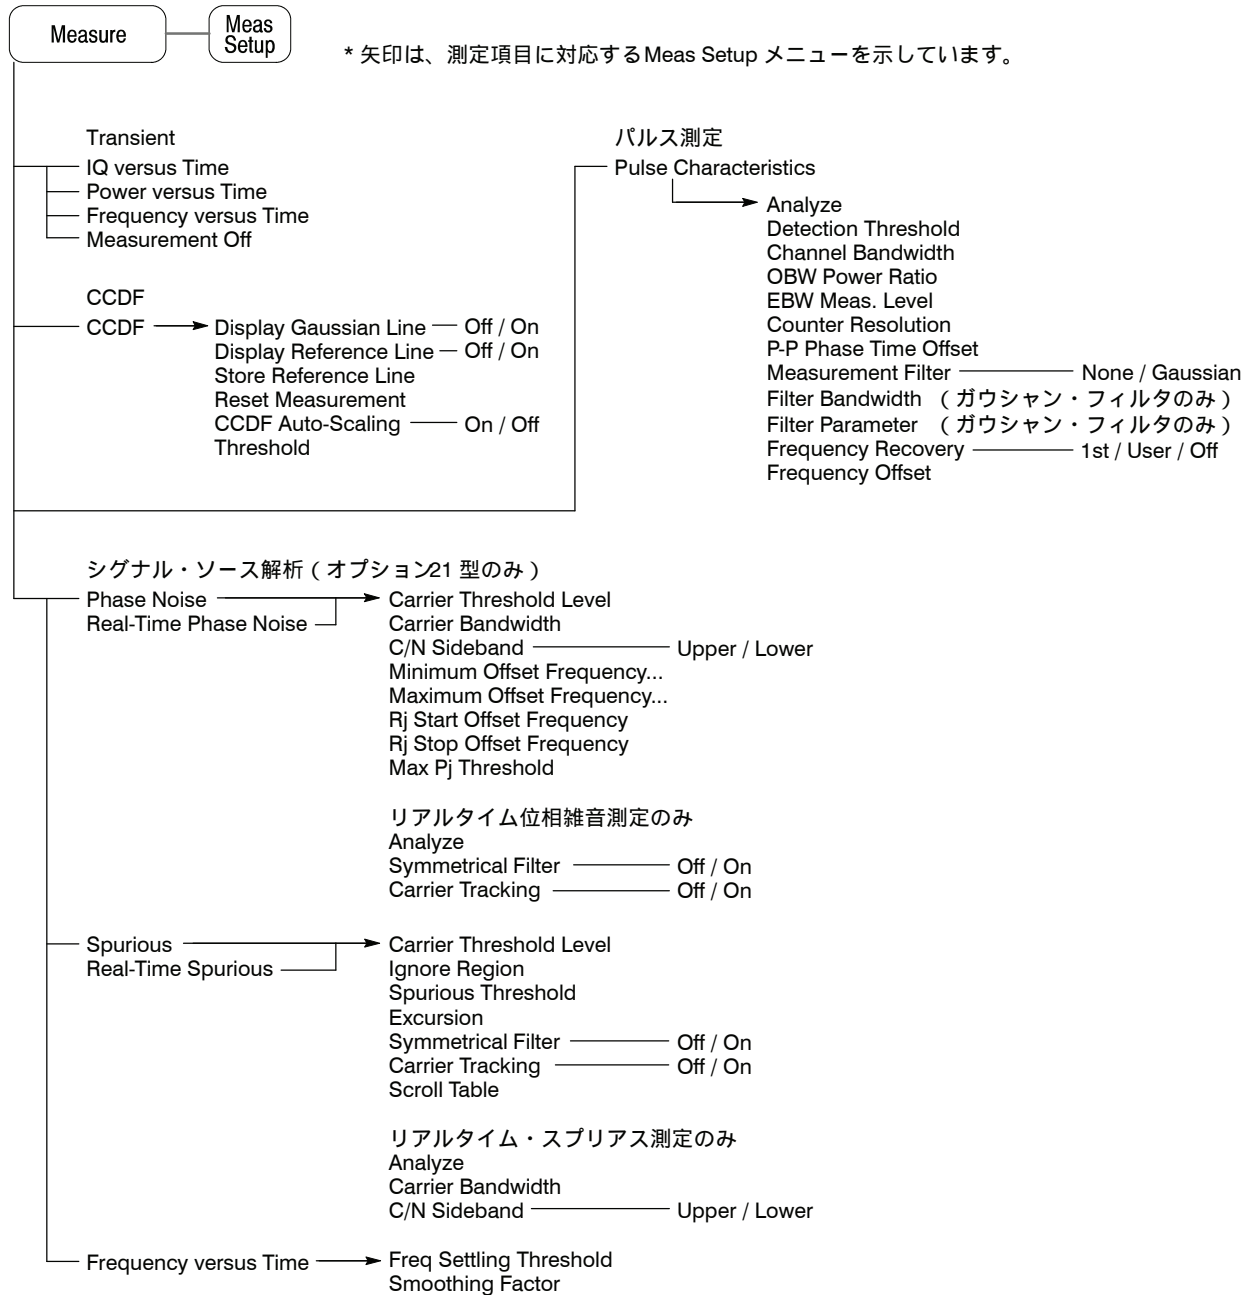 Measure
Meas
Setup
* 矢印は、測定項目に対応するMeas Setup メニューを示しています。
Transient
IQ versus Time
Power versus Time
Frequency versus Time
Measurement Off
CCDF
CCDF
Display Gaussian Line Off / On
Display Reference Line Off / On
Store Reference Line
Reset Measurement
CCDF Auto-Scaling On / Off
Threshold
パルス測定
Pulse Characteristics
Analyze
Detection Threshold
Channel Bandwidth
OBW Power Ratio
EBW Meas. Level
Counter Resolution
P-P Phase Time Offset
Measurement Filter None / Gaussian
Filter Bandwidth （ガウシャン・フィルタのみ）
Filter Parameter （ガウシャン・フィルタのみ）
Frequency Recovery 1st / User / Off
Frequency Offset
シグナル・ソース解析（オプション21 型のみ）
Phase Noise
Real-Time Phase Noise
Carrier Threshold Level
Carrier Bandwidth
C/N Sideband Upper / Lower
Minimum Offset Frequency...
Maximum Offset Frequency...
Rj Start Offset Frequency
Rj Stop Offset Frequency
Max Pj Threshold
リアルタイム位相雑音測定のみ
Analyze
Symmetrical Filter Off / On
Carrier Tracking Off / On
Spurious
Real-Time Spurious
Carrier Threshold Level
Ignore Region
Spurious Threshold
Excursion
Symmetrical Filter Off / On
Carrier Tracking Off / On
Scroll Table
リアルタイム・スプリアス測定のみ
Analyze
Carrier Bandwidth
C/N Sideband Upper / Lower
Frequency versus Time
Freq Settling Threshold
Smoothing Factor